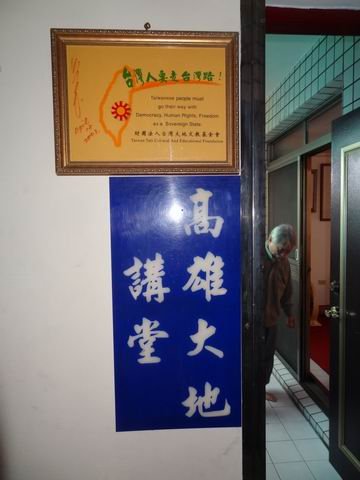 台灣人要走台灣路！
Taiwanese people must
go their way with
Democracy, Human Rights, Freedom
as a Sovereign State.
財團法人台灣大地文教基金會
Taiwan Tati Cultural And Educational Foundation
高雄大地
講堂